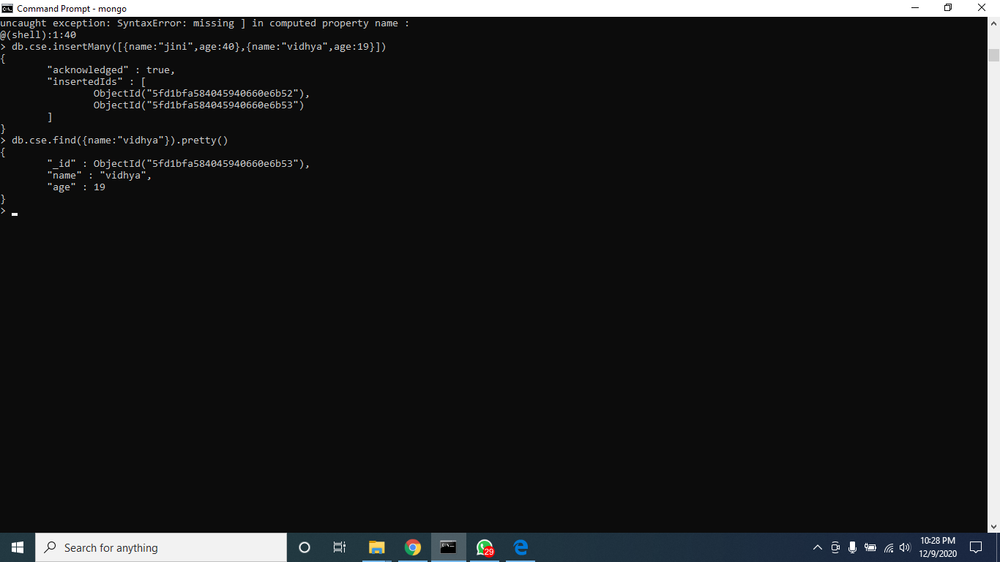 Command Prompt - mongo
uncaught exception: SyntaxError: missing ] in computed property name :
@(shell):1:40
> db.cse.insertMany([{name:"jini",age:40},{name:"vidhya",age:19}])
{
        "acknowledged" : true,
        "insertedIds" : [
                ObjectId("5fd1bfa584045940660e6b52"),
                ObjectId("5fd1bfa584045940660e6b53")
        ]
}
> db.cse.find({name:"vidhya"}).pretty()
{
        "_id" : ObjectId("5fd1bfa584045940660e6b53"),
        "name" : "vidhya",
        "age" : 19
}
>
Search for anything
29
10:28 PM
12/9/2020